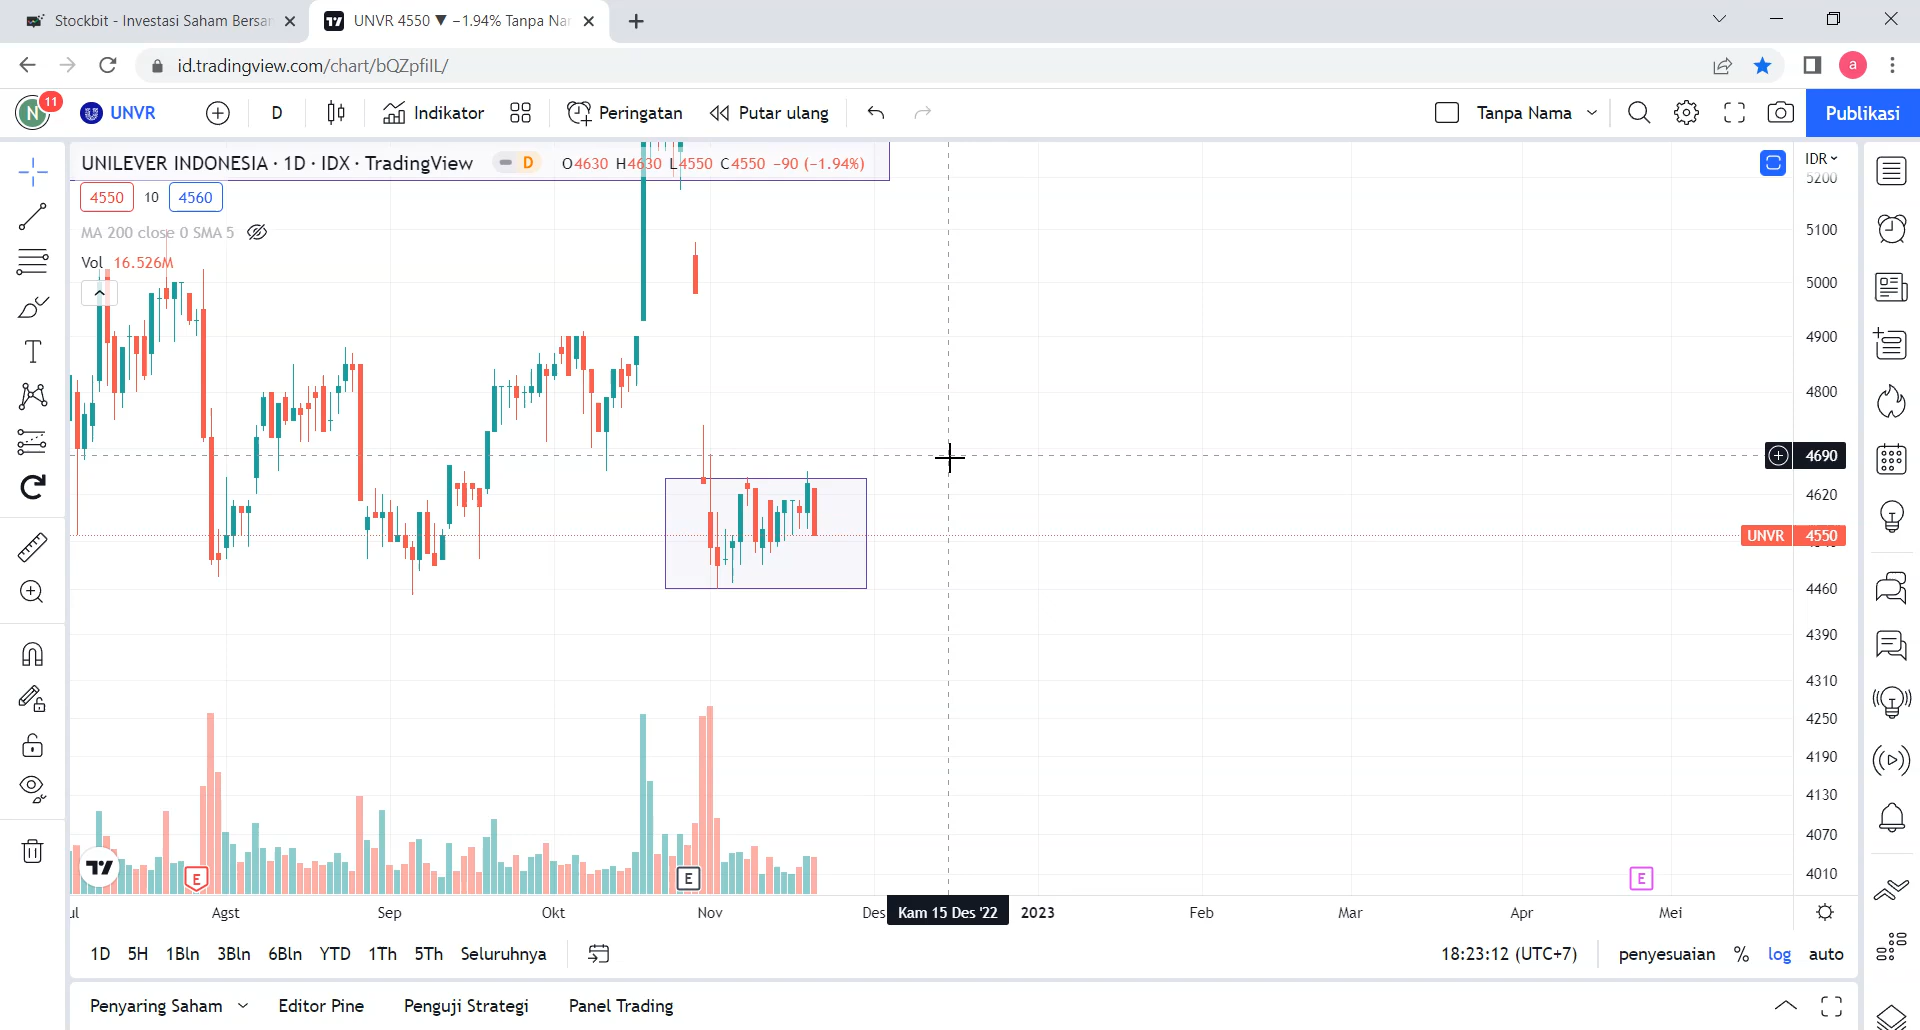 Stockbit - Investasi Saham Bersa
UNVR 4550 ▼ −1.94% Tanpa Na
id.tradingview.com/chart/bQZpfiIL/
a
N
11
UNVR
D
Indikator
Peringatan
Putar ulang
Tanpa Nama
Publikasi
UNILEVER INDONESIA · 1D · IDX · TradingView
D
O4630 H4630 L4550 C4550 −90 (−1.94%)
4550 10 4560
MA 200 close 0 SMA 5
Vol 16.526M
IDR
5200
5100
5000
4900
4800
4690
4620
UNVR 4550
4460
4390
4310
4250
4190
4130
4070
4010
E
E
E
Agst
Sep
Okt
Nov
Des
Kam 15 Des '22
2023
Feb
Mar
Apr
Mei
1D 5H 1Bln 3Bln 6Bln YTD 1Th 5Th Seluruhnya
18:23:12 (UTC+7)
penyesuaian % log auto
Penyaring Saham
Editor Pine
Penguji Strategi
Panel Trading